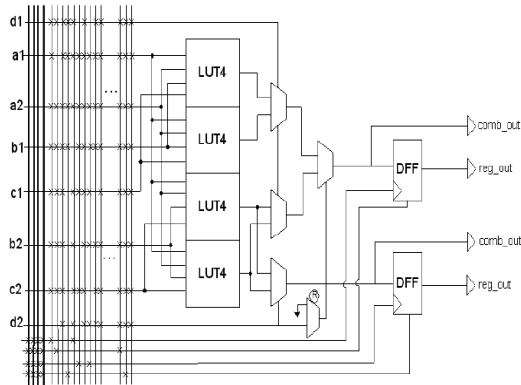 d1
a1
LUT4
...
a2
comb_out
LUT4
b1
DFF
reg_out
c1
LUT4
b2
comb_out
...
LUT4
DFF
c2
reg_out
d2